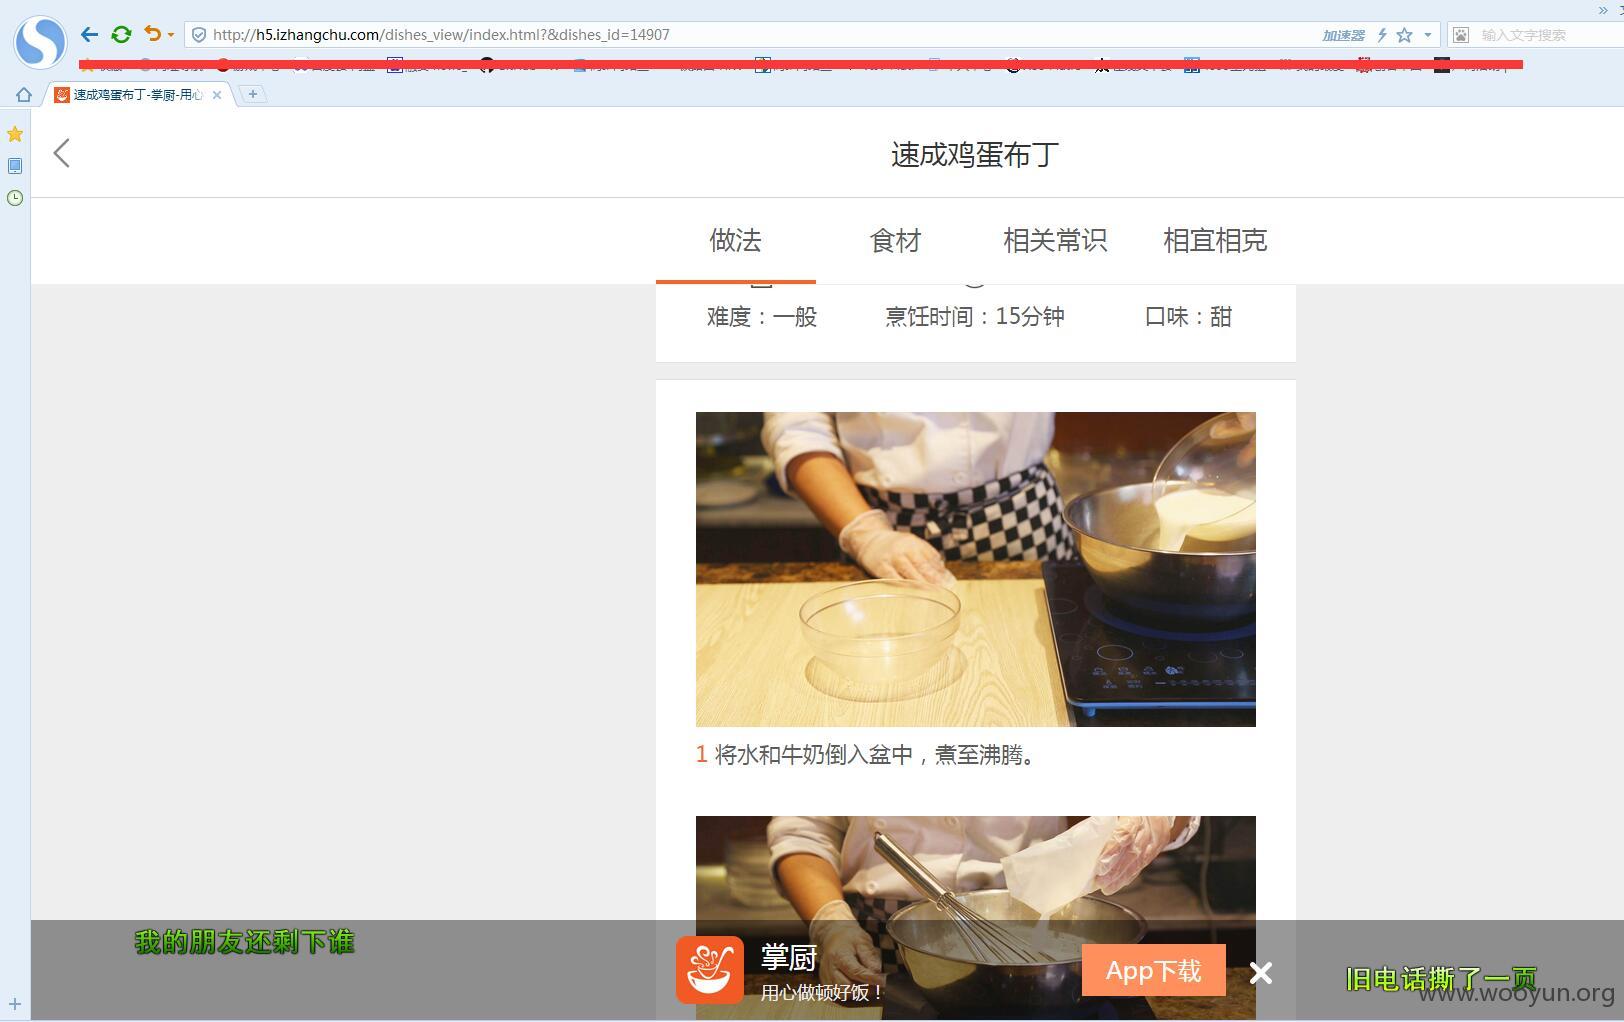 http://h5.izhangchu.com/dishes_view/index.html?&dishes_id=14907
加速器
输入文字搜索
速成鸡蛋布丁-掌厨-用心
速成鸡蛋布丁
做法
食材
相关常识
相宜相克
难度：一般
烹饪时间：15分钟
口味：甜
1 将水和牛奶倒入盆中，煮至沸腾。
我的朋友还剩下谁
掌厨
用心做顿好饭！
App下载
旧电话撕了一页
www.wooyun.org